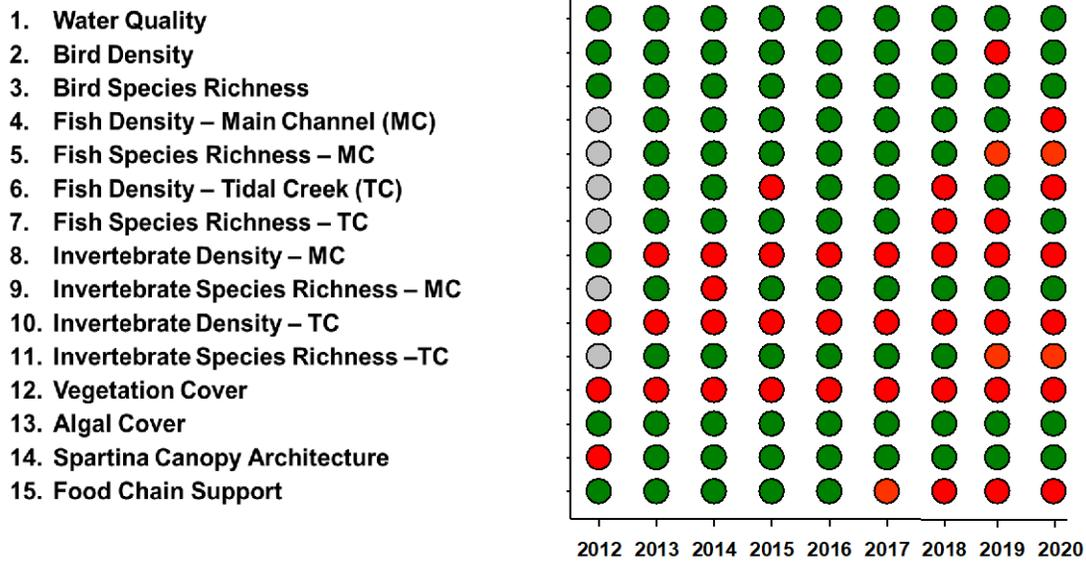 1. Water Quality
2. Bird Density
3. Bird Species Richness
4. Fish Density – Main Channel (MC)
5. Fish Species Richness – MC
6. Fish Density – Tidal Creek (TC)
7. Fish Species Richness – TC
8. Invertebrate Density – MC
9. Invertebrate Species Richness – MC
10. Invertebrate Density – TC
11. Invertebrate Species Richness –TC
12. Vegetation Cover
13. Algal Cover
14. Spartina Canopy Architecture
15. Food Chain Support
2012 2013 2014 2015 2016 2017 2018 2019 2020